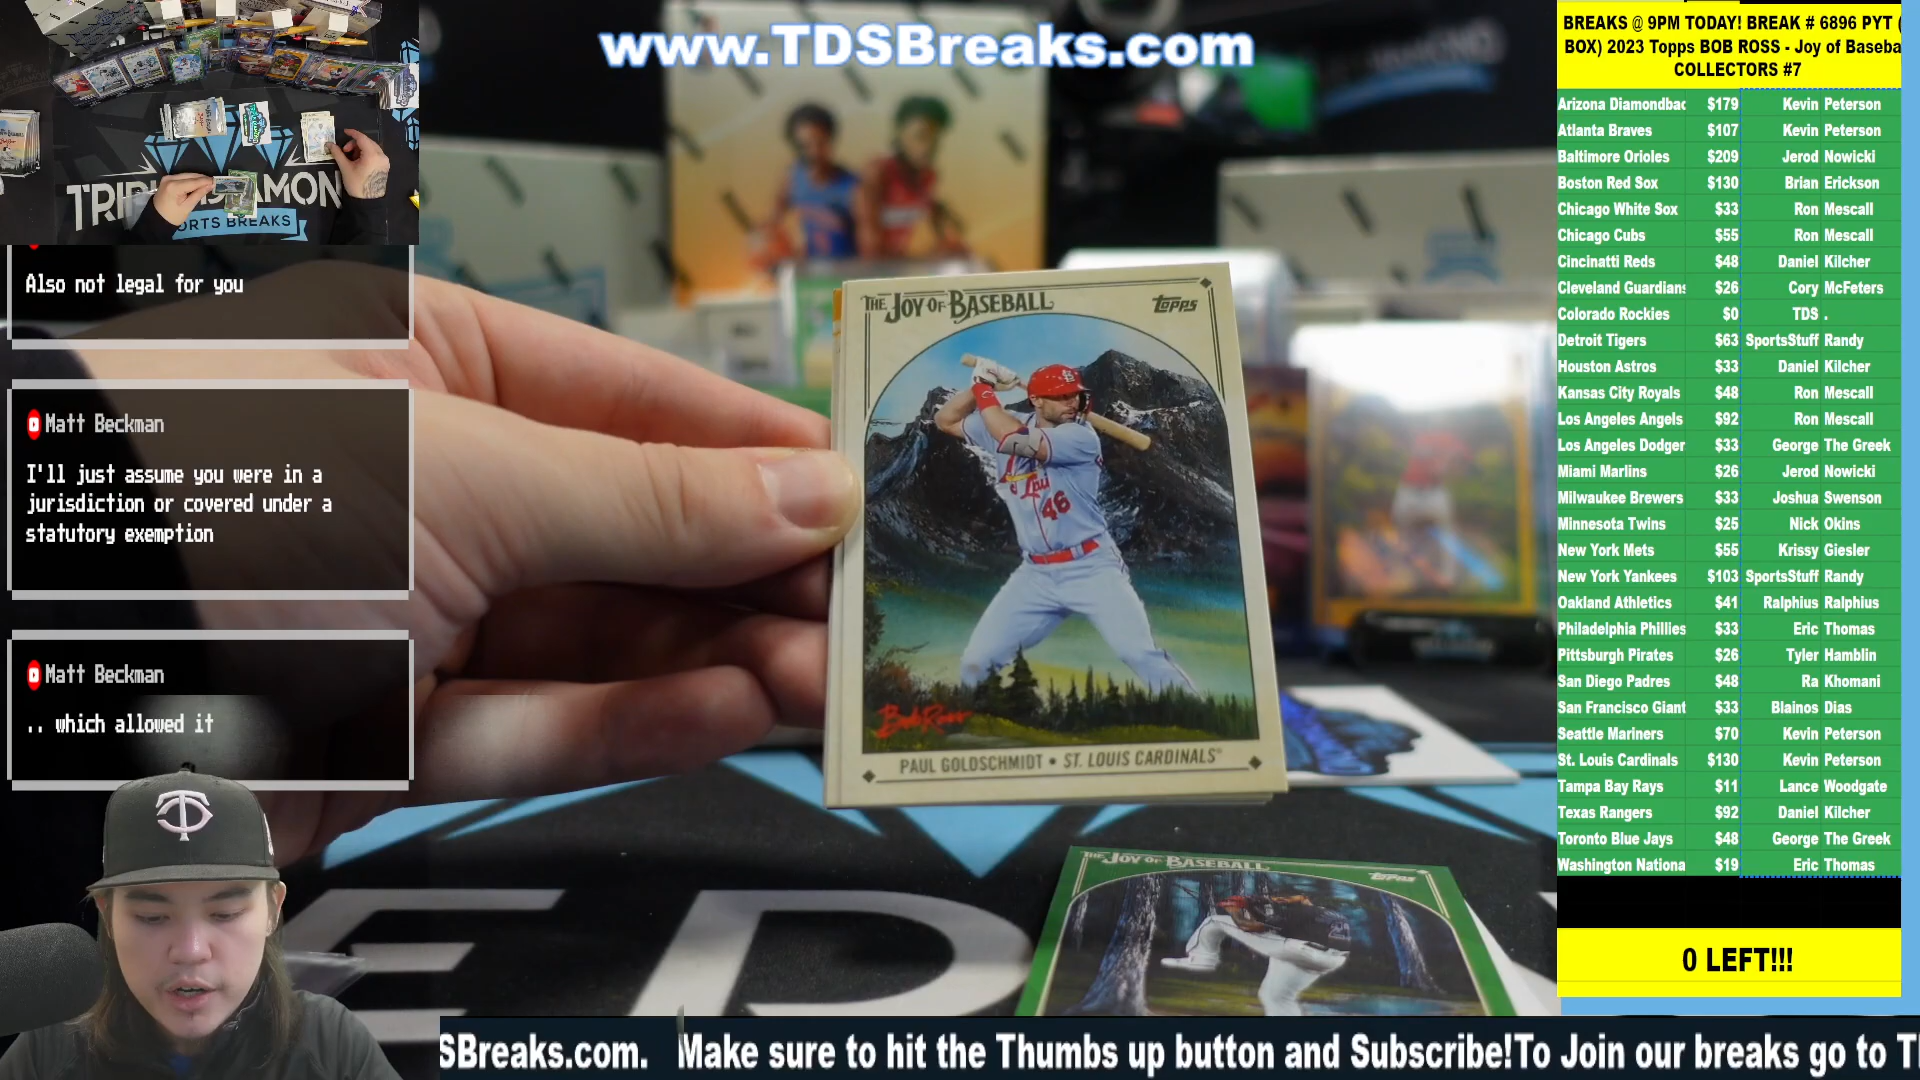 www.TDSBreaks.com
BREAKS @ 9PM TODAY! BREAK # 6896 PYT (
BOX) 2023 Topps BOB ROSS - Joy of Baseba
COLLECTORS #7
Arizona Diamondbac $179 Kevin Peterson
Atlanta Braves $107 Kevin Peterson
Baltimore Orioles $209 Jerod Nowicki
Boston Red Sox $130 Brian Erickson
Chicago White Sox $33 Ron Mescall
Chicago Cubs $55 Ron Mescall
Cincinatti Reds $48 Daniel Kilcher
Cleveland Guardians $26 Cory McFeters
Colorado Rockies $0 TDS .
Detroit Tigers $63 SportsStuff Randy
Houston Astros $33 Daniel Kilcher
Kansas City Royals $48 Ron Mescall
Los Angeles Angels $92 Ron Mescall
Los Angeles Dodger $33 George The Greek
Miami Marlins $26 Jerod Nowicki
Milwaukee Brewers $33 Joshua Swenson
Minnesota Twins $25 Nick Okins
New York Mets $55 Krissy Giesler
New York Yankees $103 SportsStuff Randy
Oakland Athletics $41 Ralphius Ralphius
Philadelphia Phillies $33 Eric Thomas
Pittsburgh Pirates $26 Tyler Hamblin
San Diego Padres $48 Ra Khomani
San Francisco Giant $33 Blainos Dias
Seattle Mariners $70 Kevin Peterson
St. Louis Cardinals $130 Kevin Peterson
Tampa Bay Rays $11 Lance Woodgate
Texas Rangers $92 Daniel Kilcher
Toronto Blue Jays $48 George The Greek
Washington Nationa $19 Eric Thomas
0 LEFT!!!
Also not legal for you
Matt Beckman
I'll just assume you were in a
jurisdiction or covered under a
statutory exemption
Matt Beckman
.. which allowed it
THE JOY OF BASEBALL
topps
46
Bob Ross
PAUL GOLDSCHMIDT • ST. LOUIS CARDINALS
THE JOY OF BASEBALL
topps
ORTS BREAKS
TC
SBreaks.com. Make sure to hit the Thumbs up button and Subscribe!To Join our breaks go to T